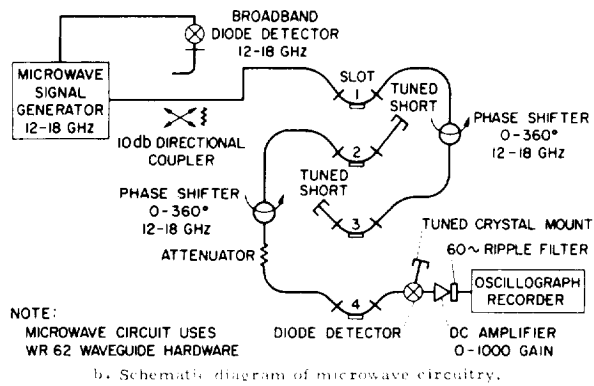 BROADBAND
DIODE DETECTOR
12-18 GHz
MICROWAVE
SIGNAL
GENERATOR
12-18 GHz
10 db DIRECTIONAL
COUPLER
SLOT
1
TUNED
SHORT
PHASE SHIFTER
0-360°
12-18 GHz
2
TUNED
SHORT
PHASE SHIFTER
0-360°
12-18 GHz
3
ATTENUATOR
TUNED CRYSTAL MOUNT
60~ RIPPLE FILTER
OSCILLOGRAPH
RECORDER
4
DIODE DETECTOR
DC AMPLIFIER
0-1000 GAIN
NOTE:
MICROWAVE CIRCUIT USES
WR 62 WAVEGUIDE HARDWARE
b. Schematic diagram of microwave circuitry.